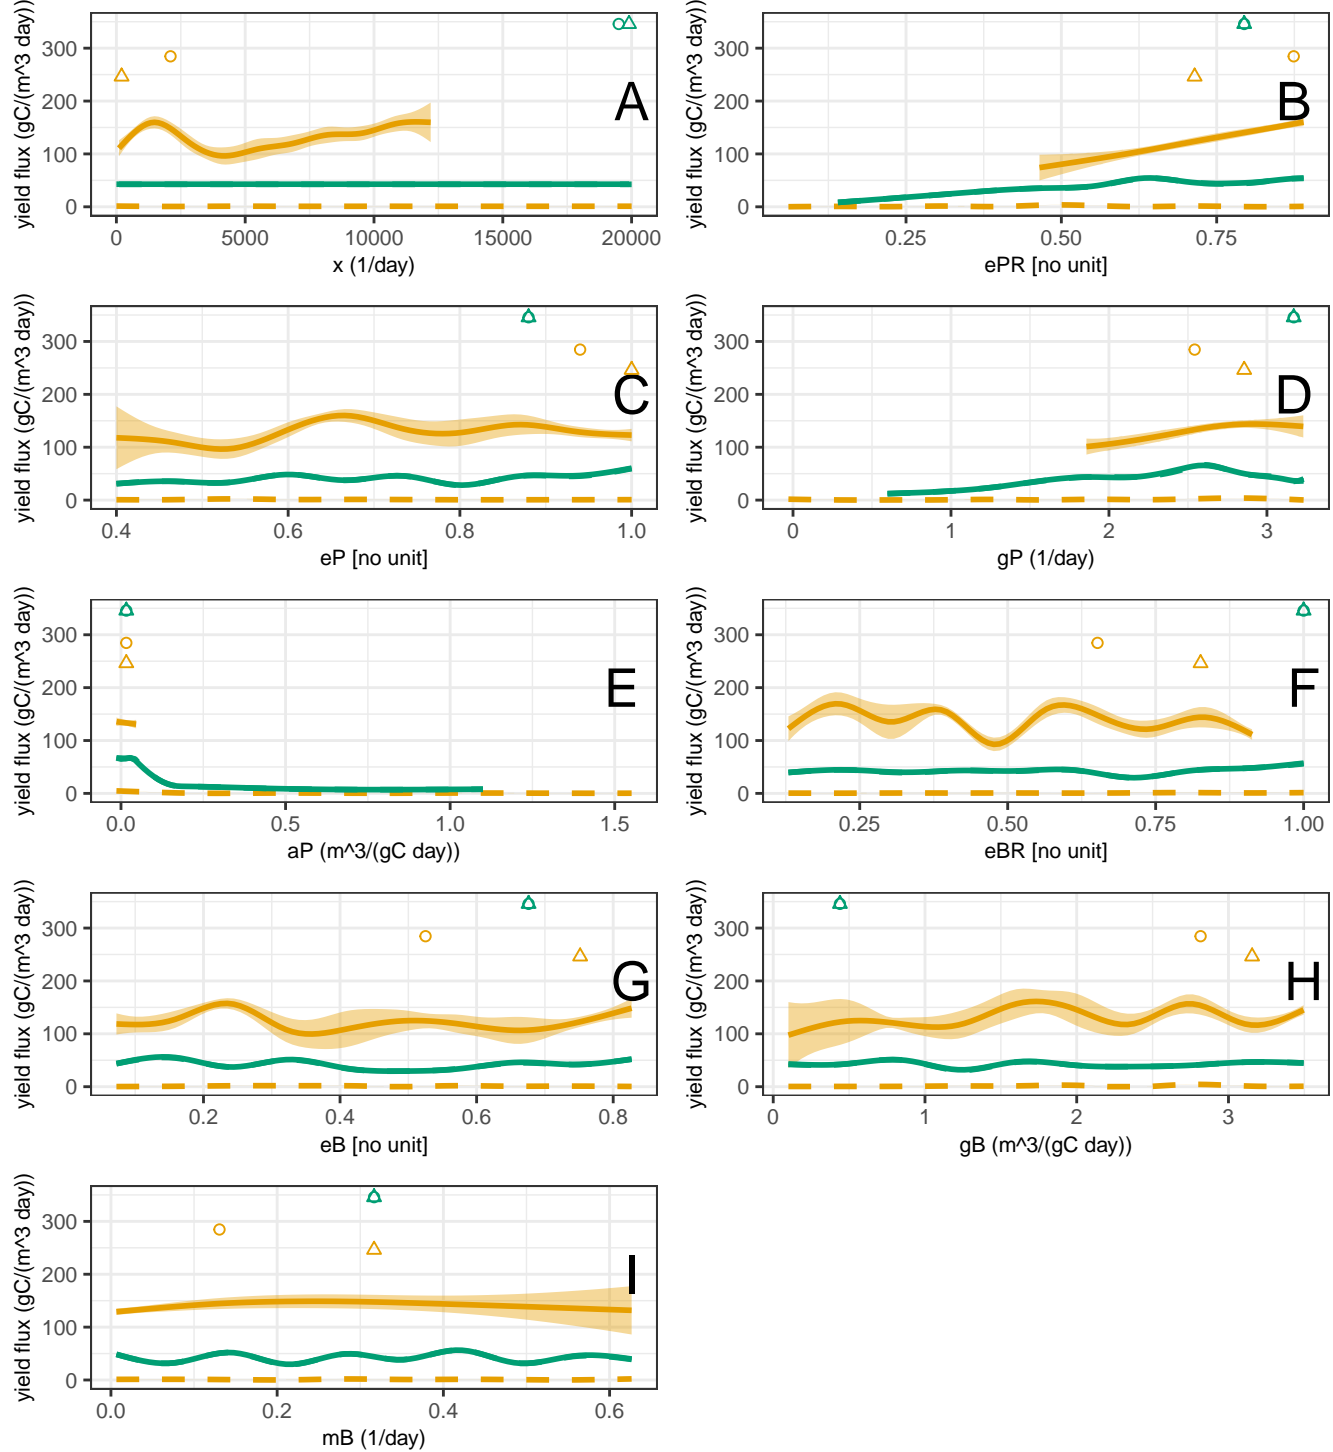 yield flux (gC/(m^3 day))
300
200
100
0
A
0 5000 10000 15000 20000
x (1/day)
yield flux (gC/(m^3 day))
300
200
100
0
B
0.25 0.50 0.75
ePR [no unit]
yield flux (gC/(m^3 day))
300
200
100
0
C
0.4 0.6 0.8 1.0
eP [no unit]
yield flux (gC/(m^3 day))
300
200
100
0
D
0 1 2 3
gP (1/day)
yield flux (gC/(m^3 day))
300
200
100
0
E
0.0 0.5 1.0 1.5
aP (m^3/(gC day))
yield flux (gC/(m^3 day))
300
200
100
0
F
0.25 0.50 0.75 1.00
eBR [no unit]
yield flux (gC/(m^3 day))
300
200
100
0
G
0.2 0.4 0.6 0.8
eB [no unit]
yield flux (gC/(m^3 day))
300
200
100
0
H
0 1 2 3
gB (m^3/(gC day))
yield flux (gC/(m^3 day))
300
200
100
0
I
0.0 0.2 0.4 0.6
mB (1/day)